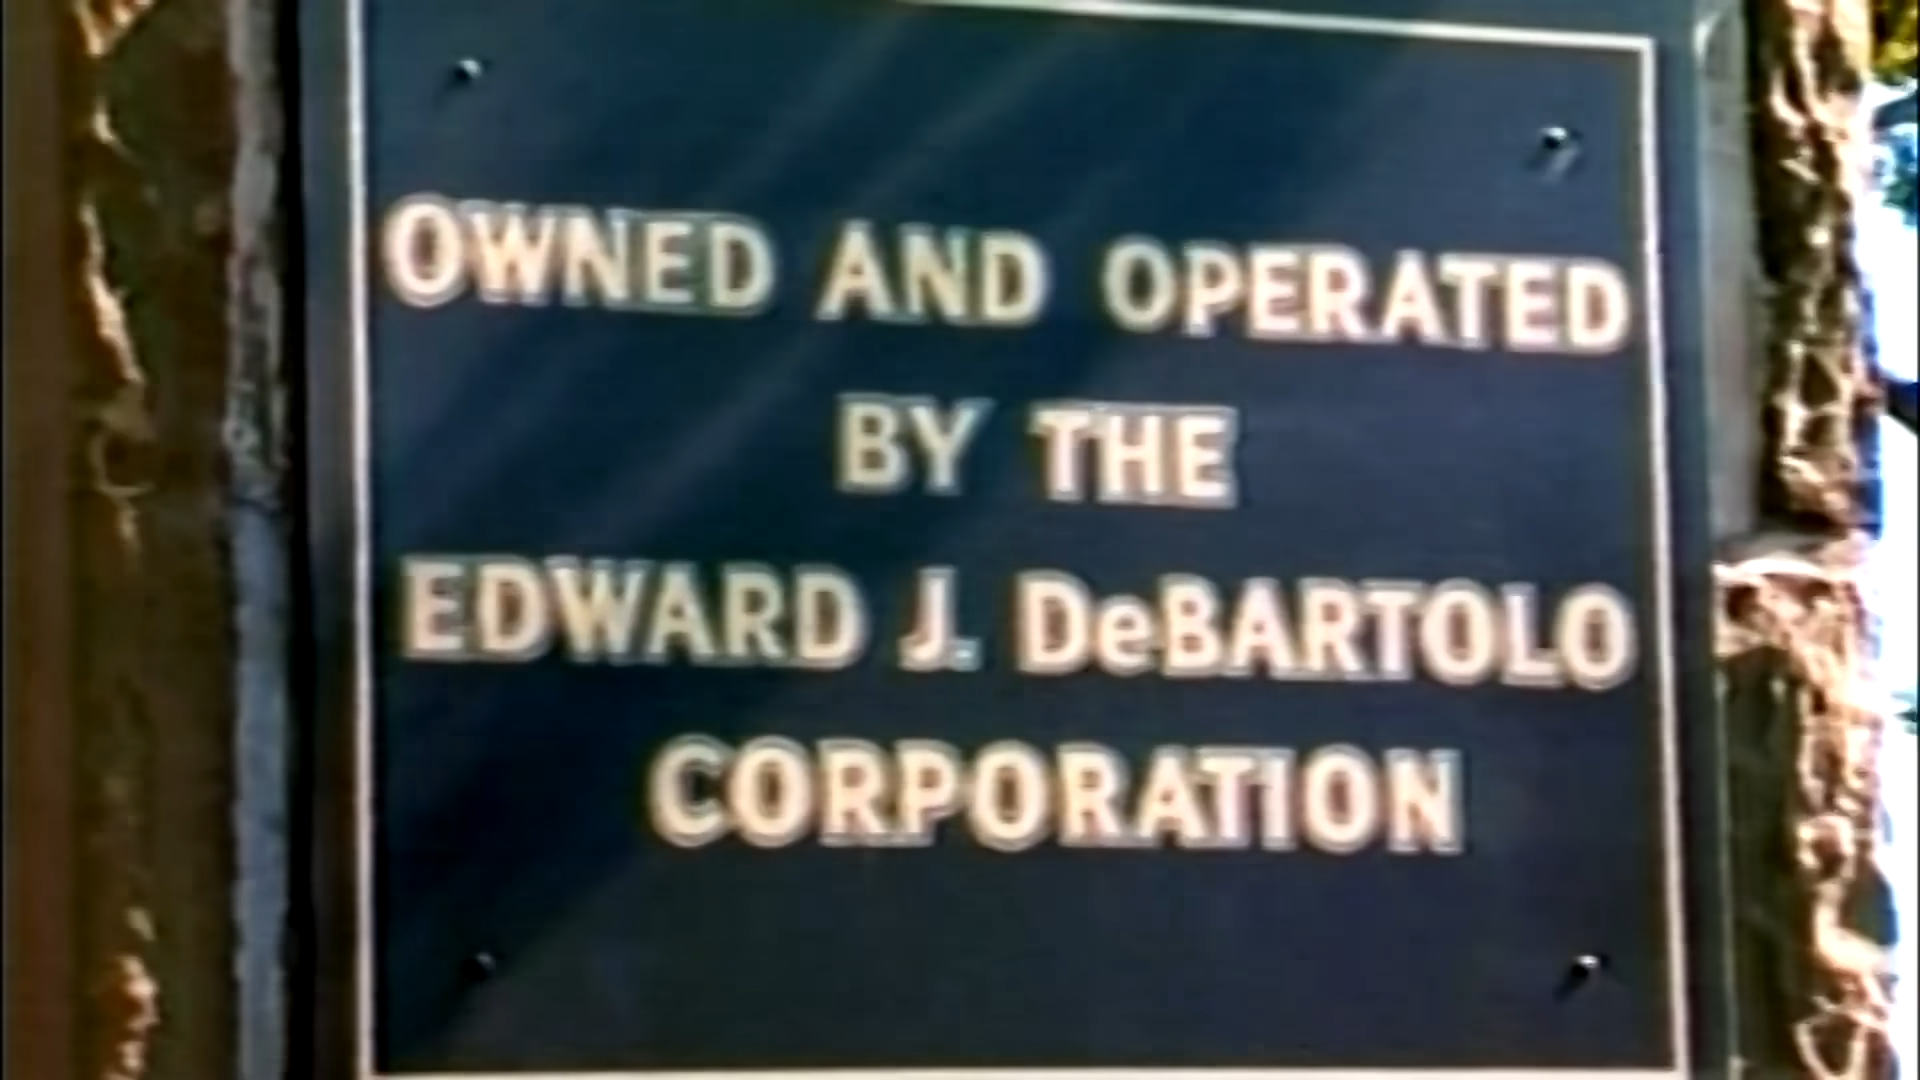 OWNED AND OPERATED
BY THE
EDWARD J. DeBARTOLO
CORPORATION